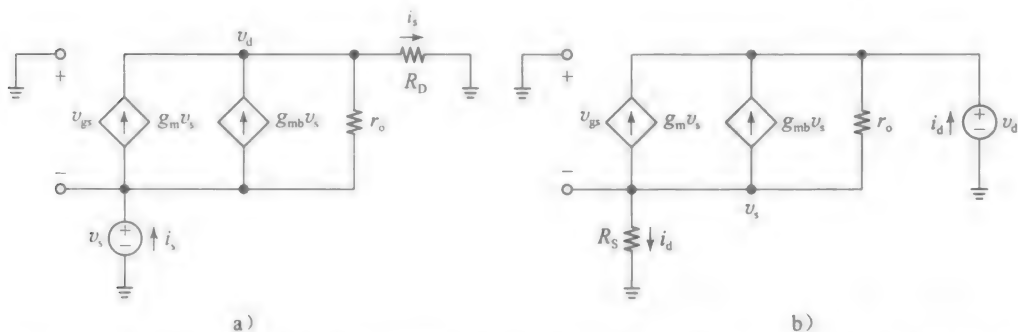 v_d
i_s
R_D
+
v_gs
g_m v_s
g_mb v_s
r_o
−
v_s
+
−
i_s
a)
+
v_gs
g_m v_s
g_mb v_s
r_o
i_d
+
−
v_d
−
v_s
R_S
i_d
b)